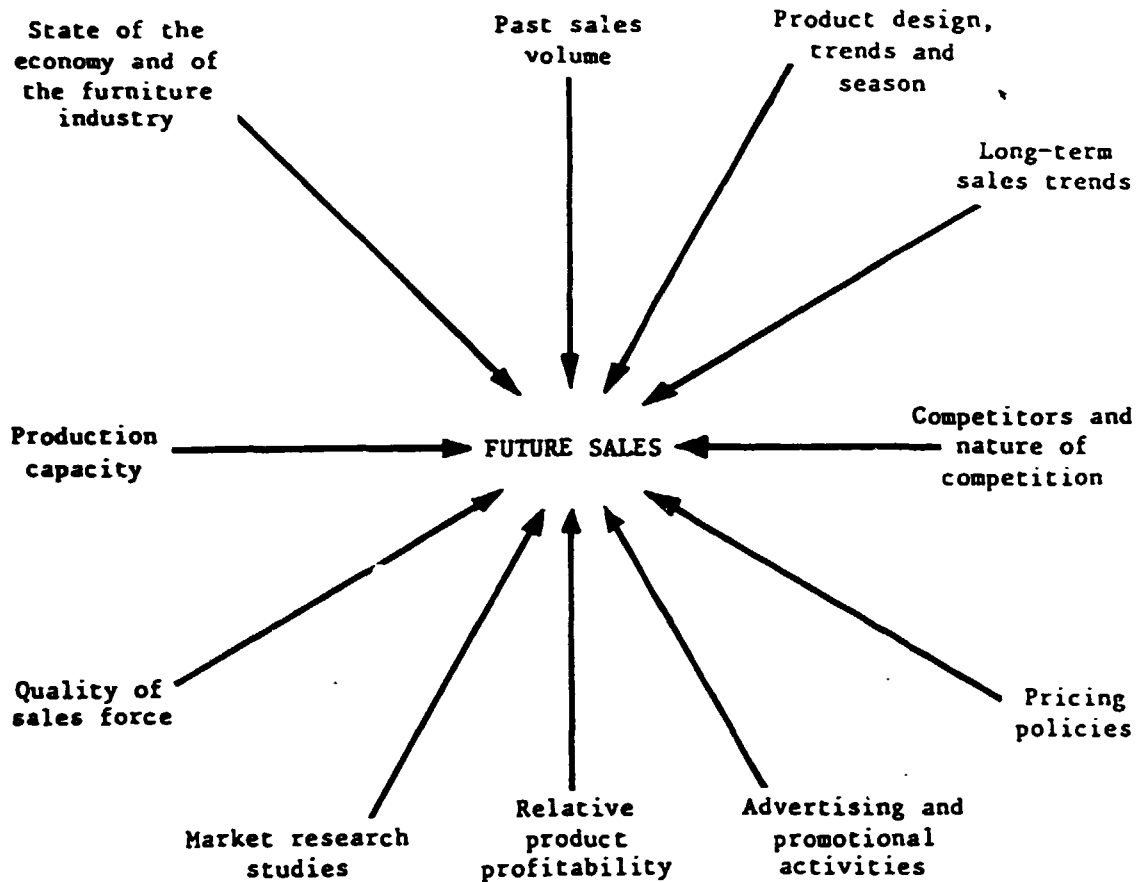 State of the
economy and of
the furniture
industry
Past sales
volume
Product design,
trends and
season
Long-term
sales trends
Production
capacity
FUTURE SALES
Competitors and
nature of
competition
Quality of
sales force
Pricing
policies
Market research
studies
Relative
product
profitability
Advertising and
promotional
activities